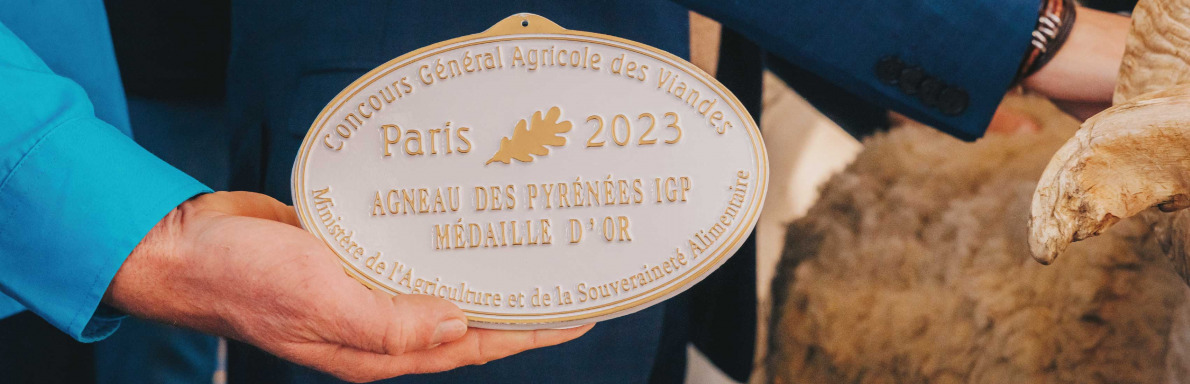 Concours Général Agricole des Viandes
Paris 2023
AGNEAU DES PYRÉNÉES IGP
MÉDAILLE D'OR
Ministère de l'Agriculture et de la Souveraineté Alimentaire